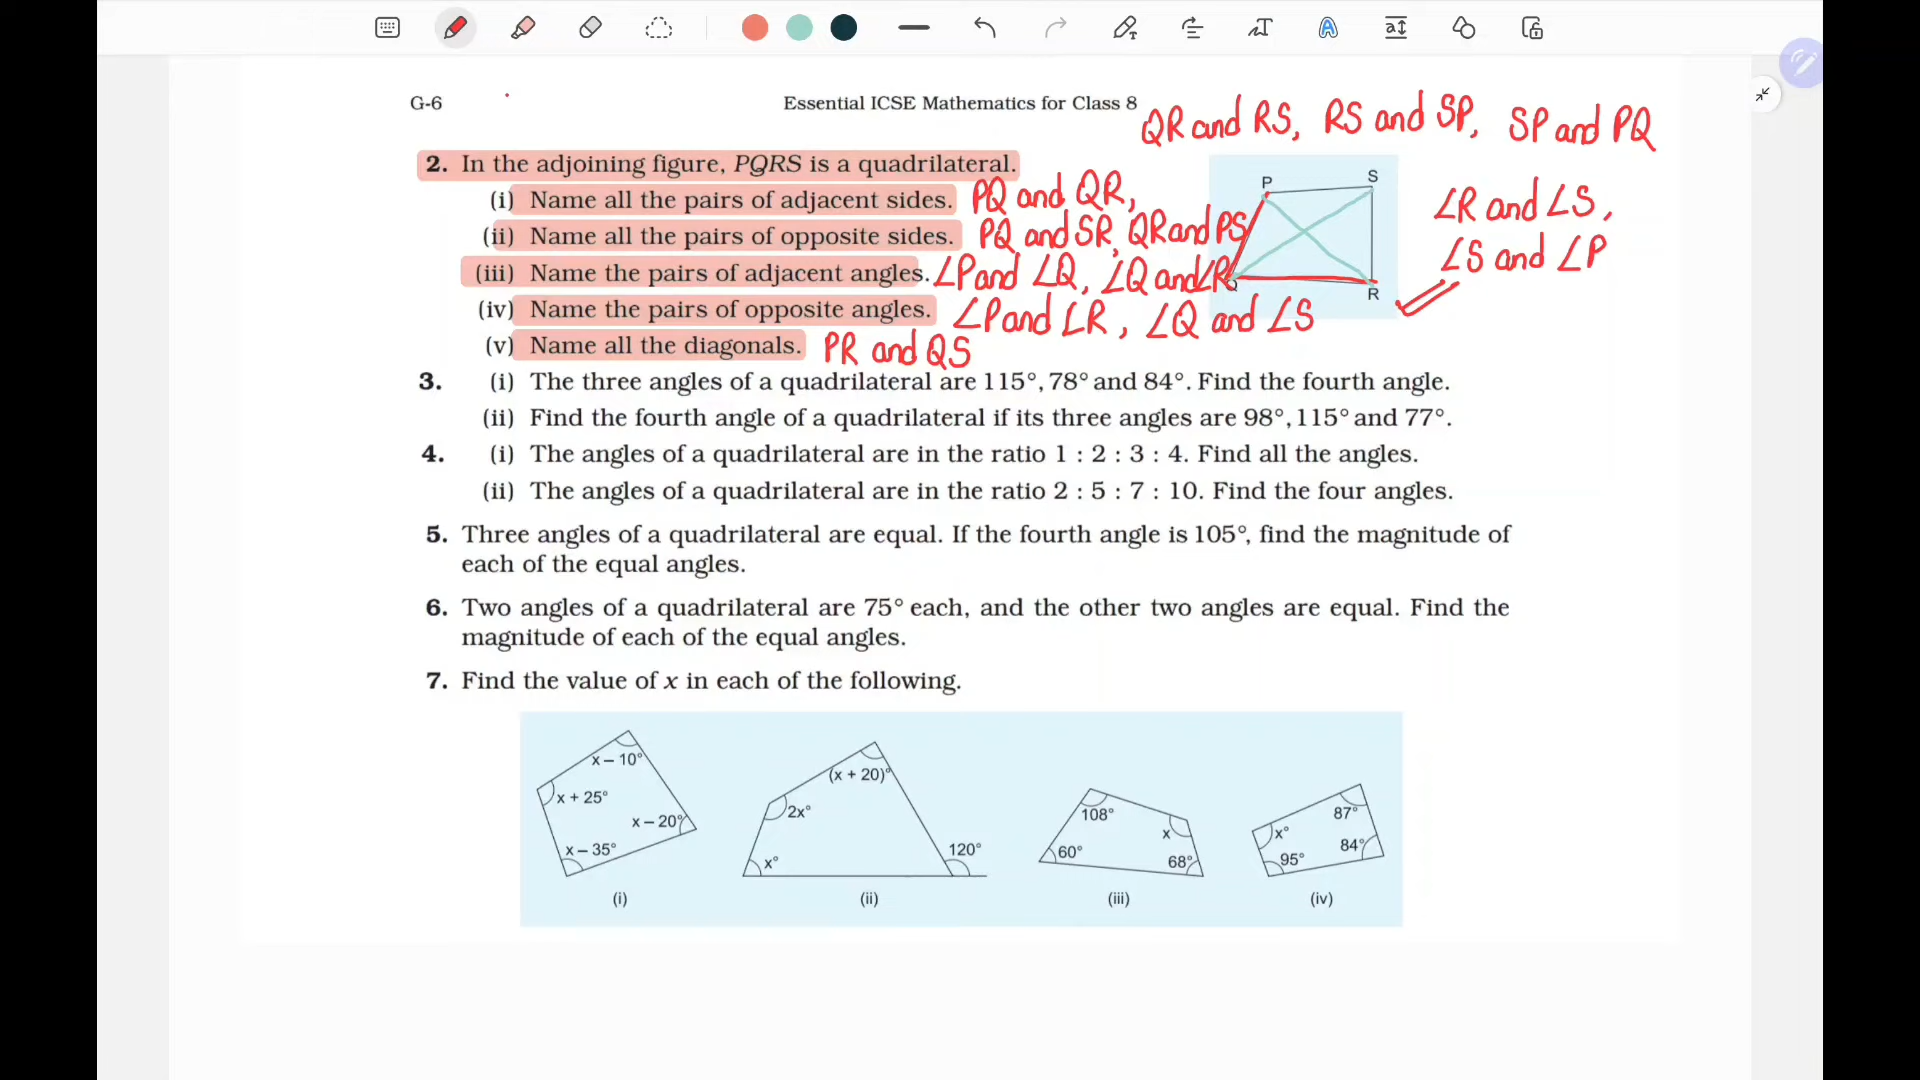 G-6
Essential ICSE Mathematics for Class 8
QR and RS, RS and SP, SP and PQ
2. In the adjoining figure, PQRS is a quadrilateral.
(i) Name all the pairs of adjacent sides. PQ and QR,
(ii) Name all the pairs of opposite sides. PQ and SR, QR and PS
(iii) Name the pairs of adjacent angles. ∠P and ∠Q, ∠Q and ∠R
∠R and ∠S,
∠S and ∠P
(iv) Name the pairs of opposite angles. ∠P and ∠R, ∠Q and ∠S
(v) Name all the diagonals. PR and QS
P
S
Q
R
3. (i) The three angles of a quadrilateral are 115°, 78° and 84°. Find the fourth angle.
(ii) Find the fourth angle of a quadrilateral if its three angles are 98°, 115° and 77°.
4. (i) The angles of a quadrilateral are in the ratio 1 : 2 : 3 : 4. Find all the angles.
(ii) The angles of a quadrilateral are in the ratio 2 : 5 : 7 : 10. Find the four angles.
5. Three angles of a quadrilateral are equal. If the fourth angle is 105°, find the magnitude of
each of the equal angles.
6. Two angles of a quadrilateral are 75° each, and the other two angles are equal. Find the
magnitude of each of the equal angles.
7. Find the value of x in each of the following.
x – 10°
x + 25°
x – 20°
x – 35°
(i)
(x + 20)°
2x°
x°
120°
(ii)
108°
x
60°
68°
(iii)
87°
x°
84°
95°
(iv)